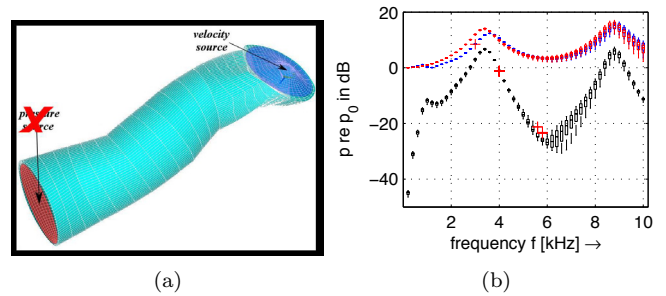 velocity
source
pressure
source
p re p0 in dB
20
0
−20
−40
2
4
6
8
10
frequency f [kHz] →
(a)
(b)